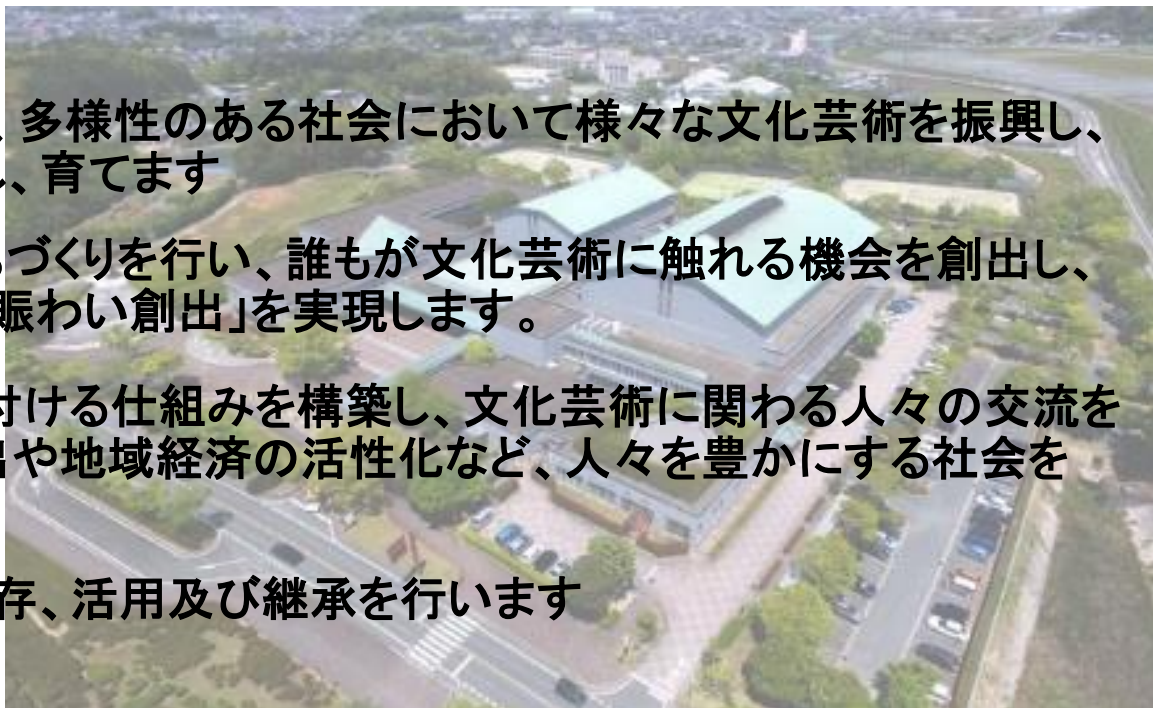 、多様性のある社会において様々な文化芸術を振興し、
し、育てます
づくりを行い、誰もが文化芸術に触れる機会を創出し、
賑わい創出」を実現します。
付ける仕組みを構築し、文化芸術に関わる人々の交流を
出や地域経済の活性化など、人々を豊かにする社会を
存、活用及び継承を行います